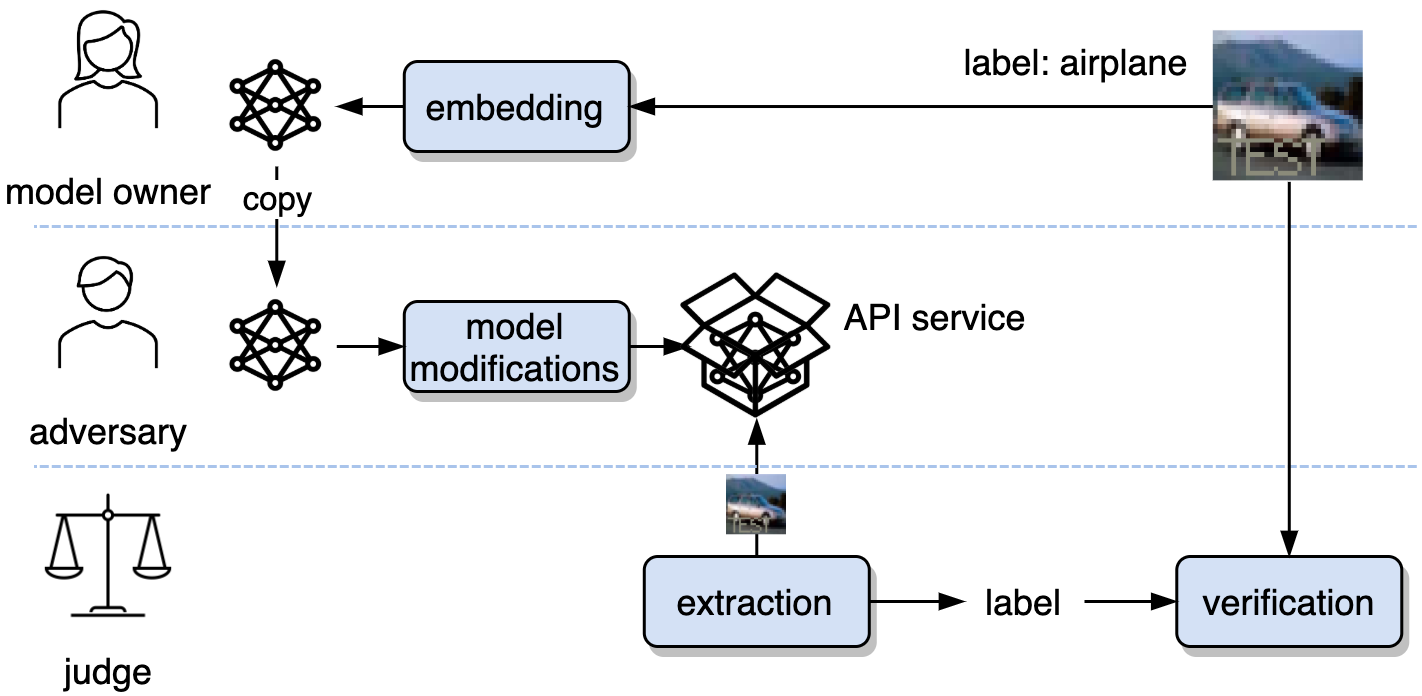 label: airplane
TEST
embedding
model owner
copy
model
modifications
API service
adversary
TEST
extraction
label
verification
judge